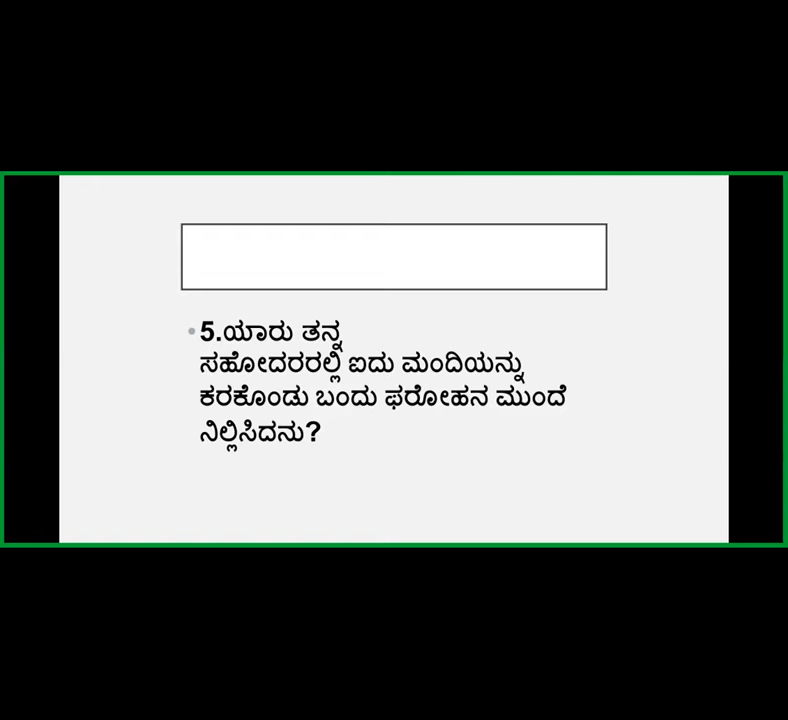 5.ಯಾರು ತನ್ನ
ಸಹೋದರರಲ್ಲಿ ಐದು ಮಂದಿಯನ್ನು
ಕರಕೊಂಡು ಬಂದು ಫರೋಹನ ಮುಂದೆ
ನಿಲ್ಲಿಸಿದನು?